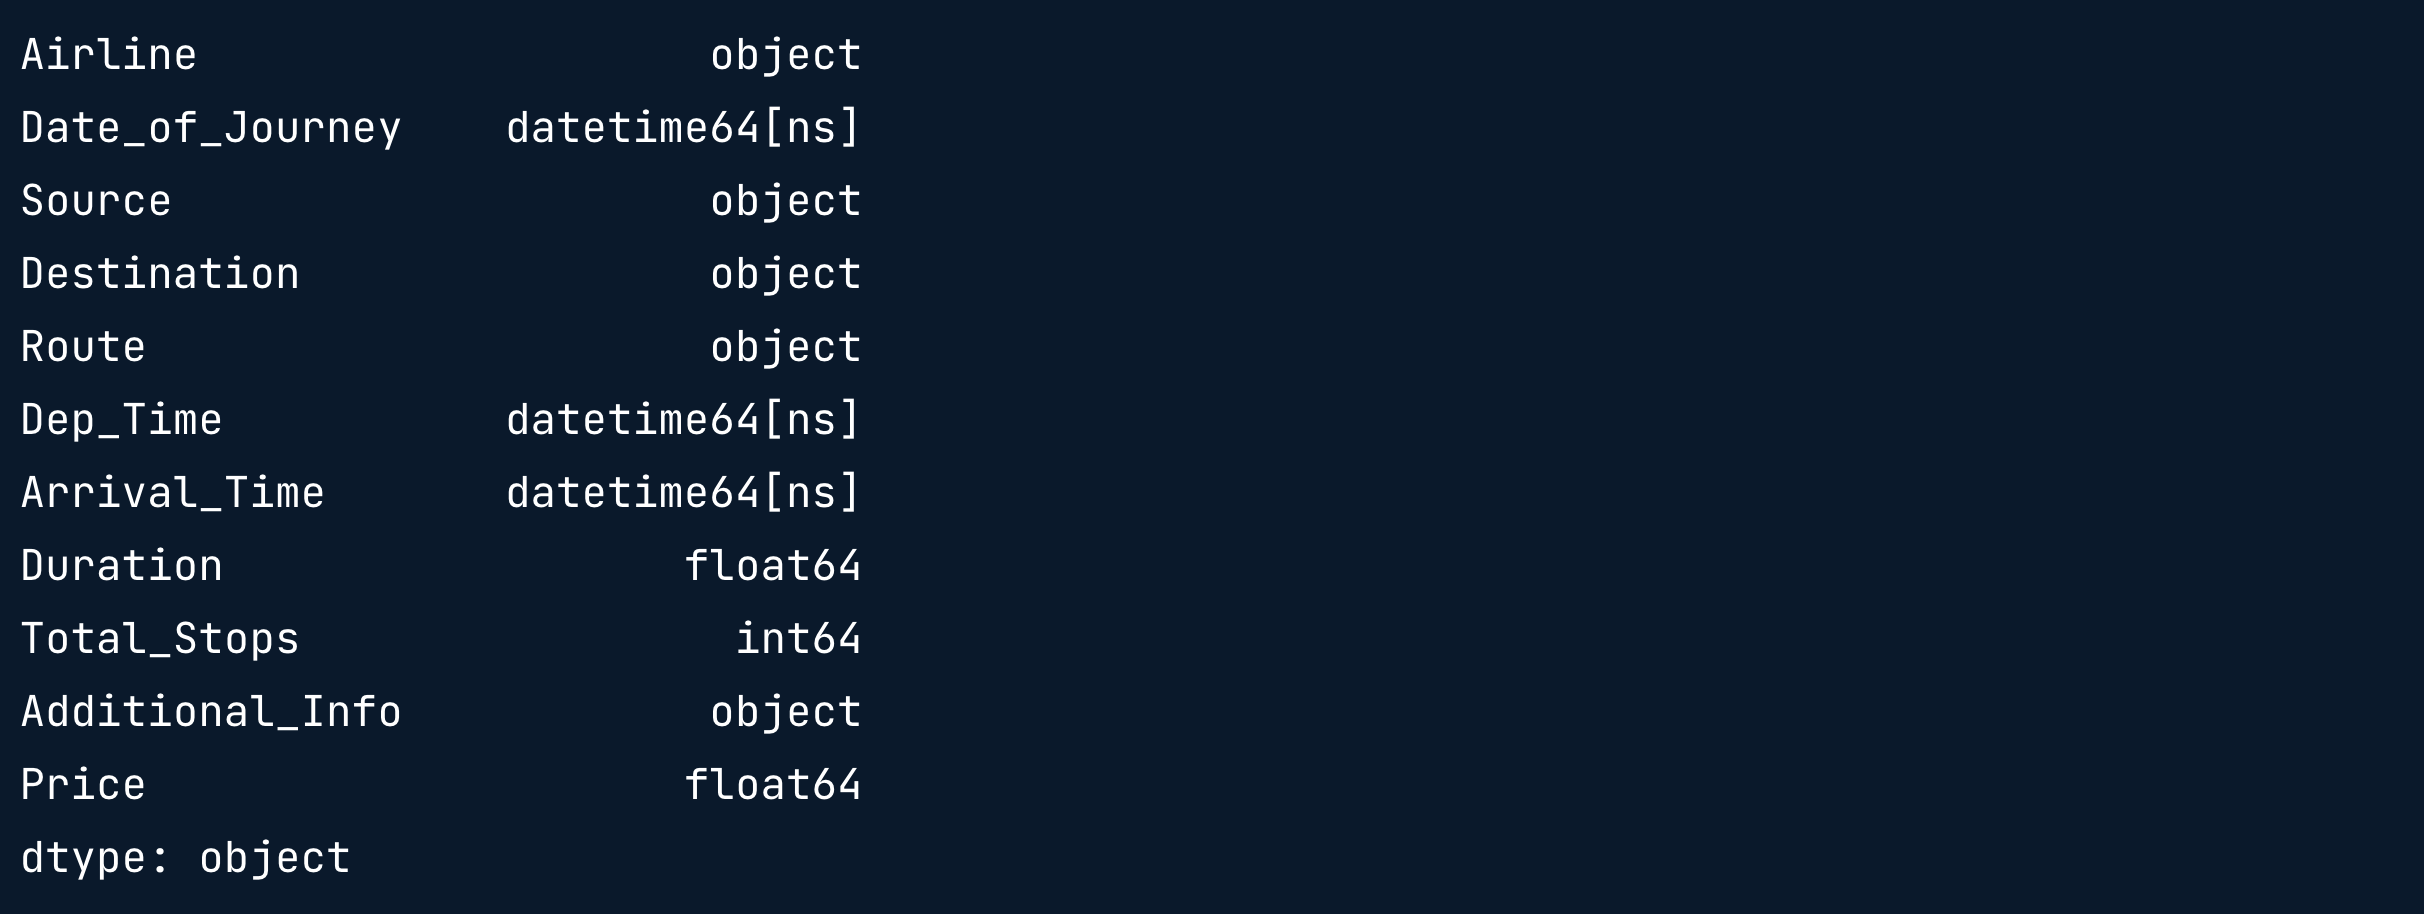 Airline                    object
Date_of_Journey    datetime64[ns]
Source                     object
Destination                object
Route                      object
Dep_Time           datetime64[ns]
Arrival_Time       datetime64[ns]
Duration                  float64
Total_Stops                 int64
Additional_Info            object
Price                     float64
dtype: object